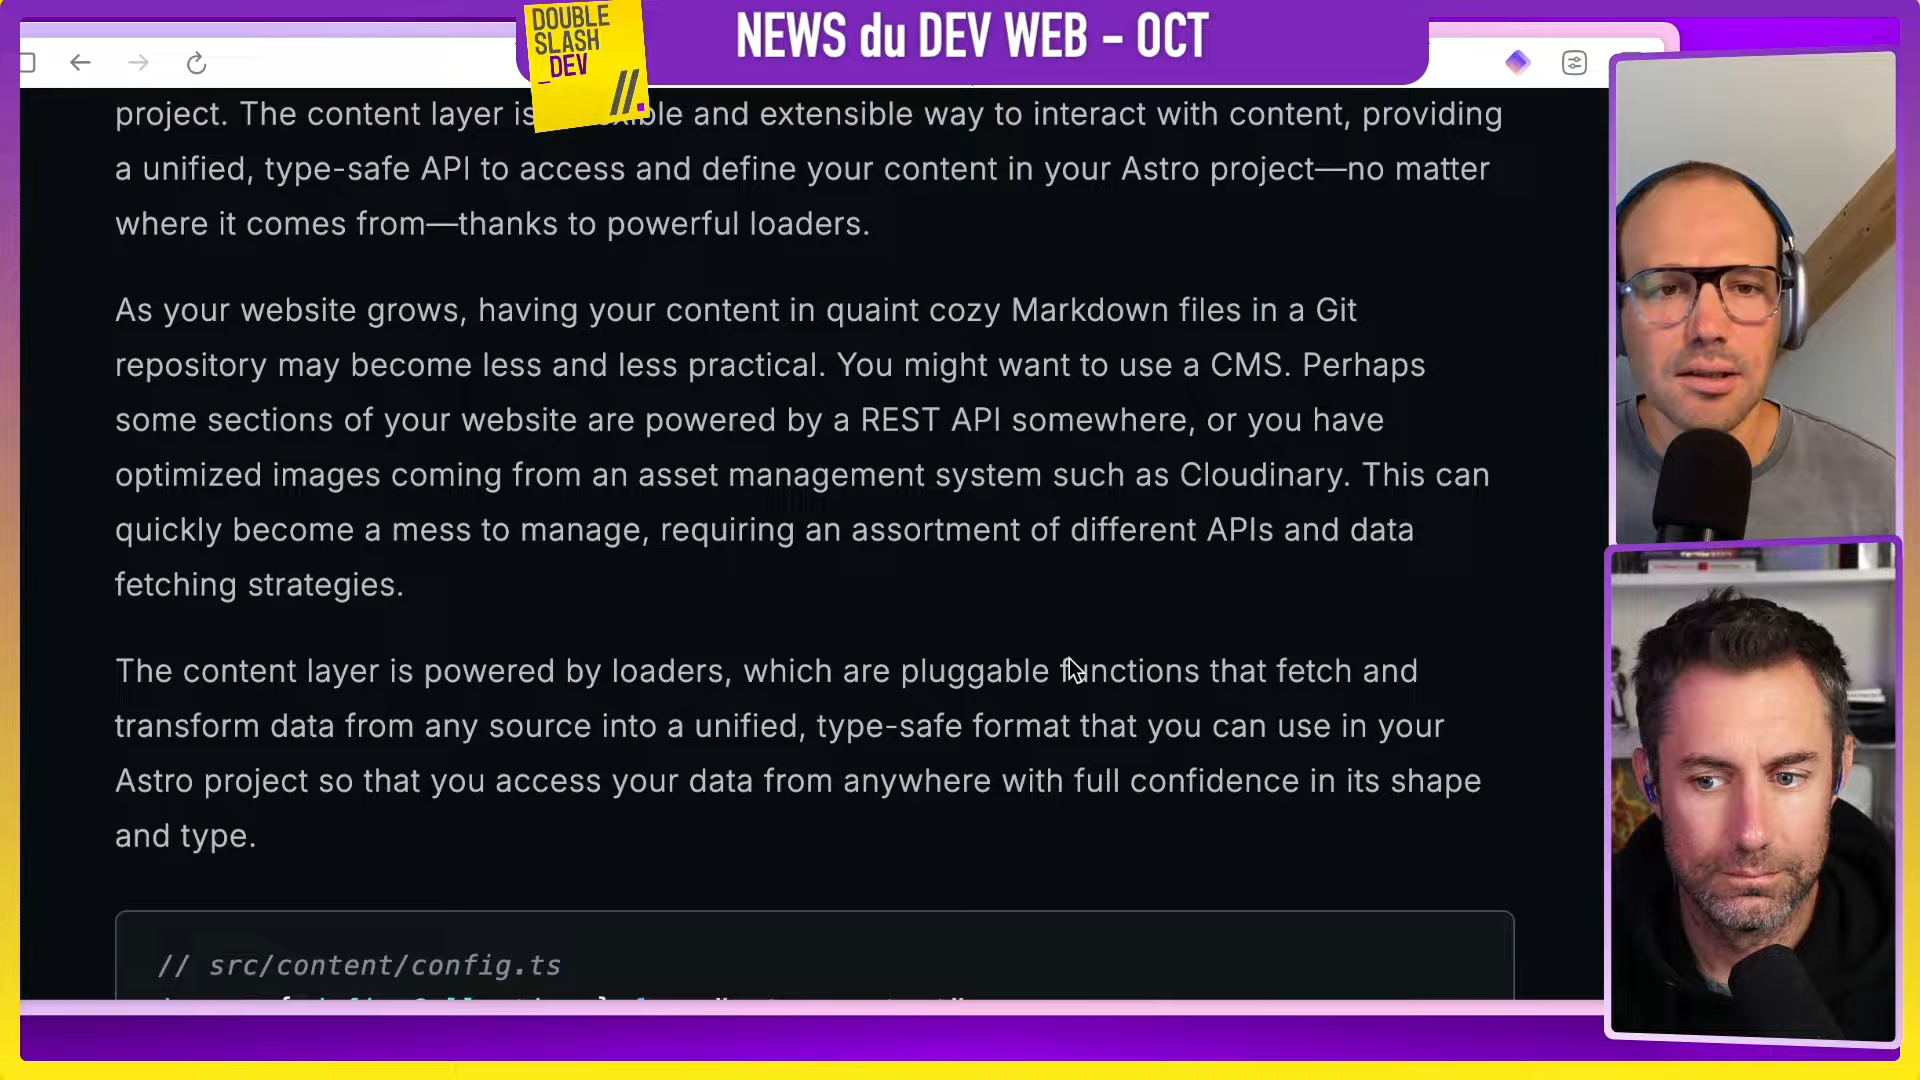 DOUBLE
SLASH
_DEV
//.
NEWS du DEV WEB - OCT
project. The content layer is and extensible way to interact with content, providing
a unified, type-safe API to access and define your content in your Astro project—no matter
where it comes from—thanks to powerful loaders.
As your website grows, having your content in quaint cozy Markdown files in a Git
repository may become less and less practical. You might want to use a CMS. Perhaps
some sections of your website are powered by a REST API somewhere, or you have
optimized images coming from an asset management system such as Cloudinary. This can
quickly become a mess to manage, requiring an assortment of different APIs and data
fetching strategies.
The content layer is powered by loaders, which are pluggable functions that fetch and
transform data from any source into a unified, type-safe format that you can use in your
Astro project so that you access your data from anywhere with full confidence in its shape
and type.
// src/content/config.ts